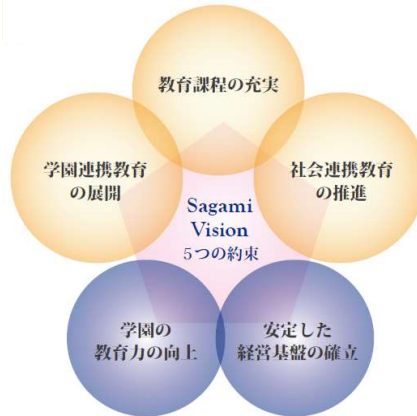 教育課程の充実
学園連携教育
の展開
社会連携教育
の推進
Sagami
Vision
5つの約束
学園の
教育力の向上
安定した
経営基盤の確立